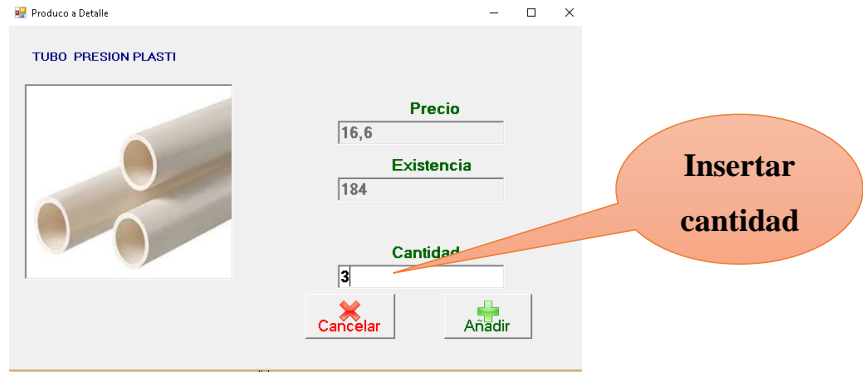 Produco a Detalle
TUBO PRESION PLASTI
Precio
16,6
Existencia
184
Cantidad
3
Cancelar
Añadir
Insertar
cantidad